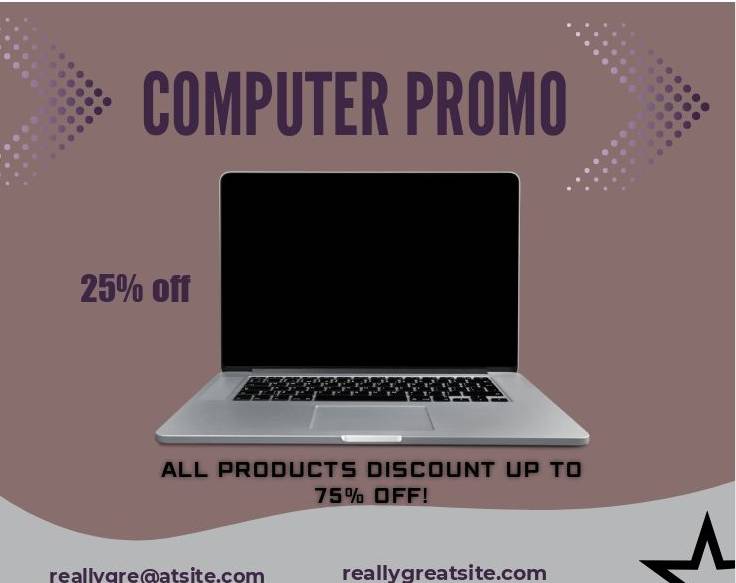 COMPUTER PROMO
25% off
ALL PRODUCTS DISCOUNT UP TO
75% OFF!
reallygre@atsite.com
reallygreatsite.com